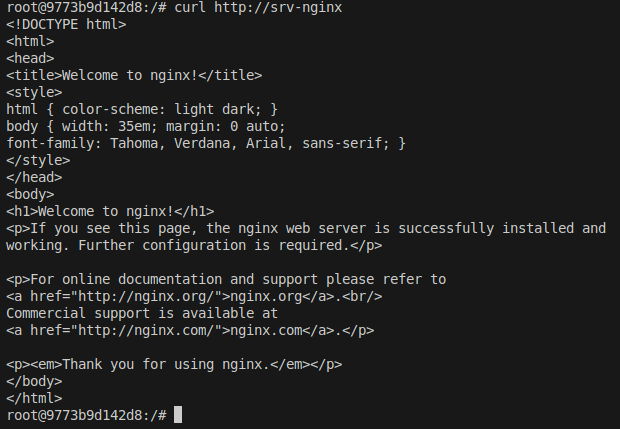 root@9773b9d142d8:/# curl http://srv-nginx
<!DOCTYPE html>
<html>
<head>
<title>Welcome to nginx!</title>
<style>
html { color-scheme: light dark; }
body { width: 35em; margin: 0 auto;
font-family: Tahoma, Verdana, Arial, sans-serif; }
</style>
</head>
<body>
<h1>Welcome to nginx!</h1>
<p>If you see this page, the nginx web server is successfully installed and
working. Further configuration is required.</p>

<p>For online documentation and support please refer to
<a href="http://nginx.org/">nginx.org</a>.<br/>
Commercial support is available at
<a href="http://nginx.com/">nginx.com</a>.</p>

<p><em>Thank you for using nginx.</em></p>
</body>
</html>
root@9773b9d142d8:/#